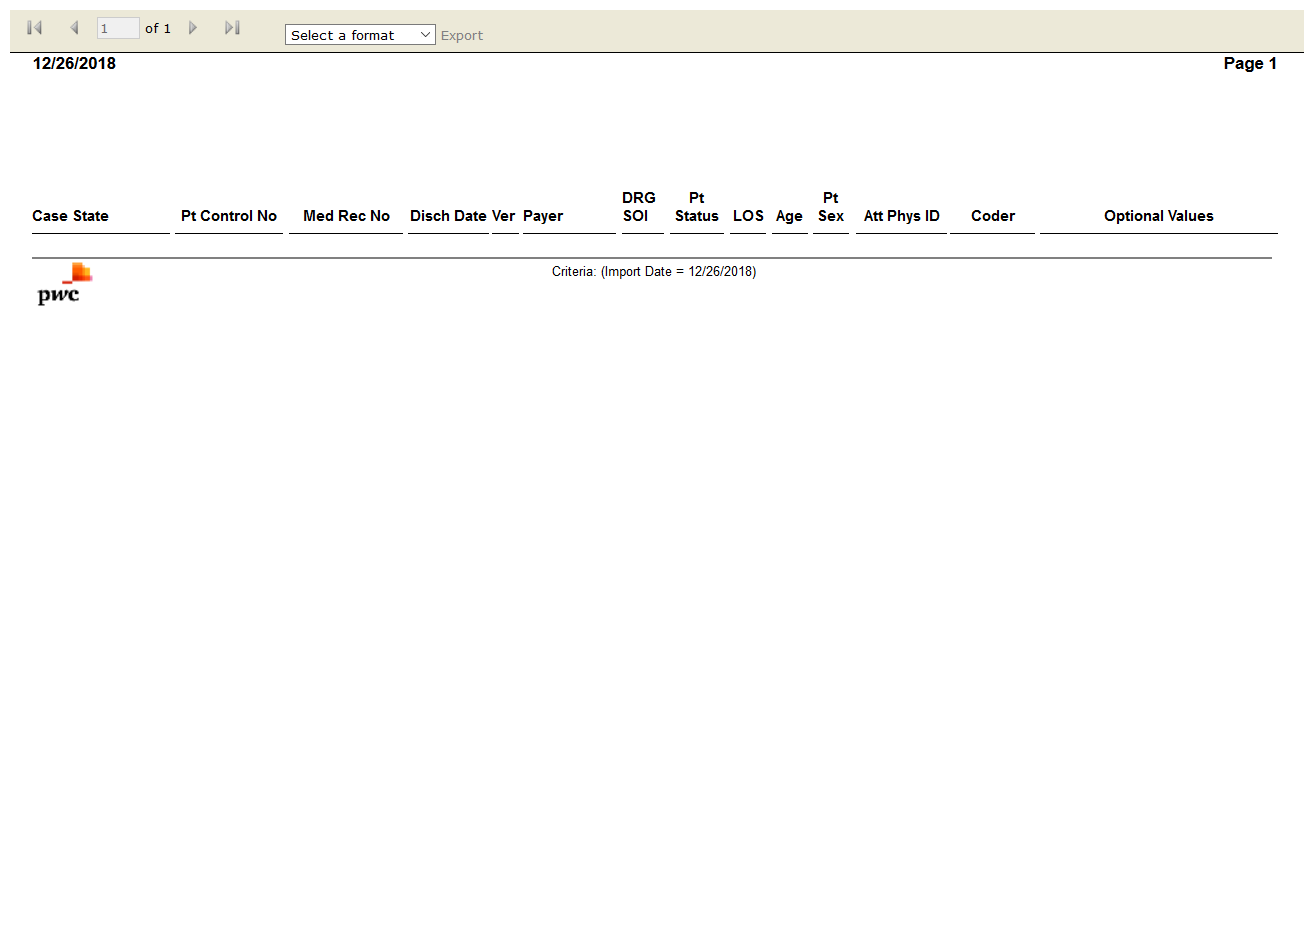 1 of 1 Select a format Export
12/26/2018 Page 1
DRG Pt Pt
Case State Pt Control No Med Rec No Disch Date Ver Payer SOI Status LOS Age Sex Att Phys ID Coder Optional Values
Criteria: (Import Date = 12/26/2018)
pwc